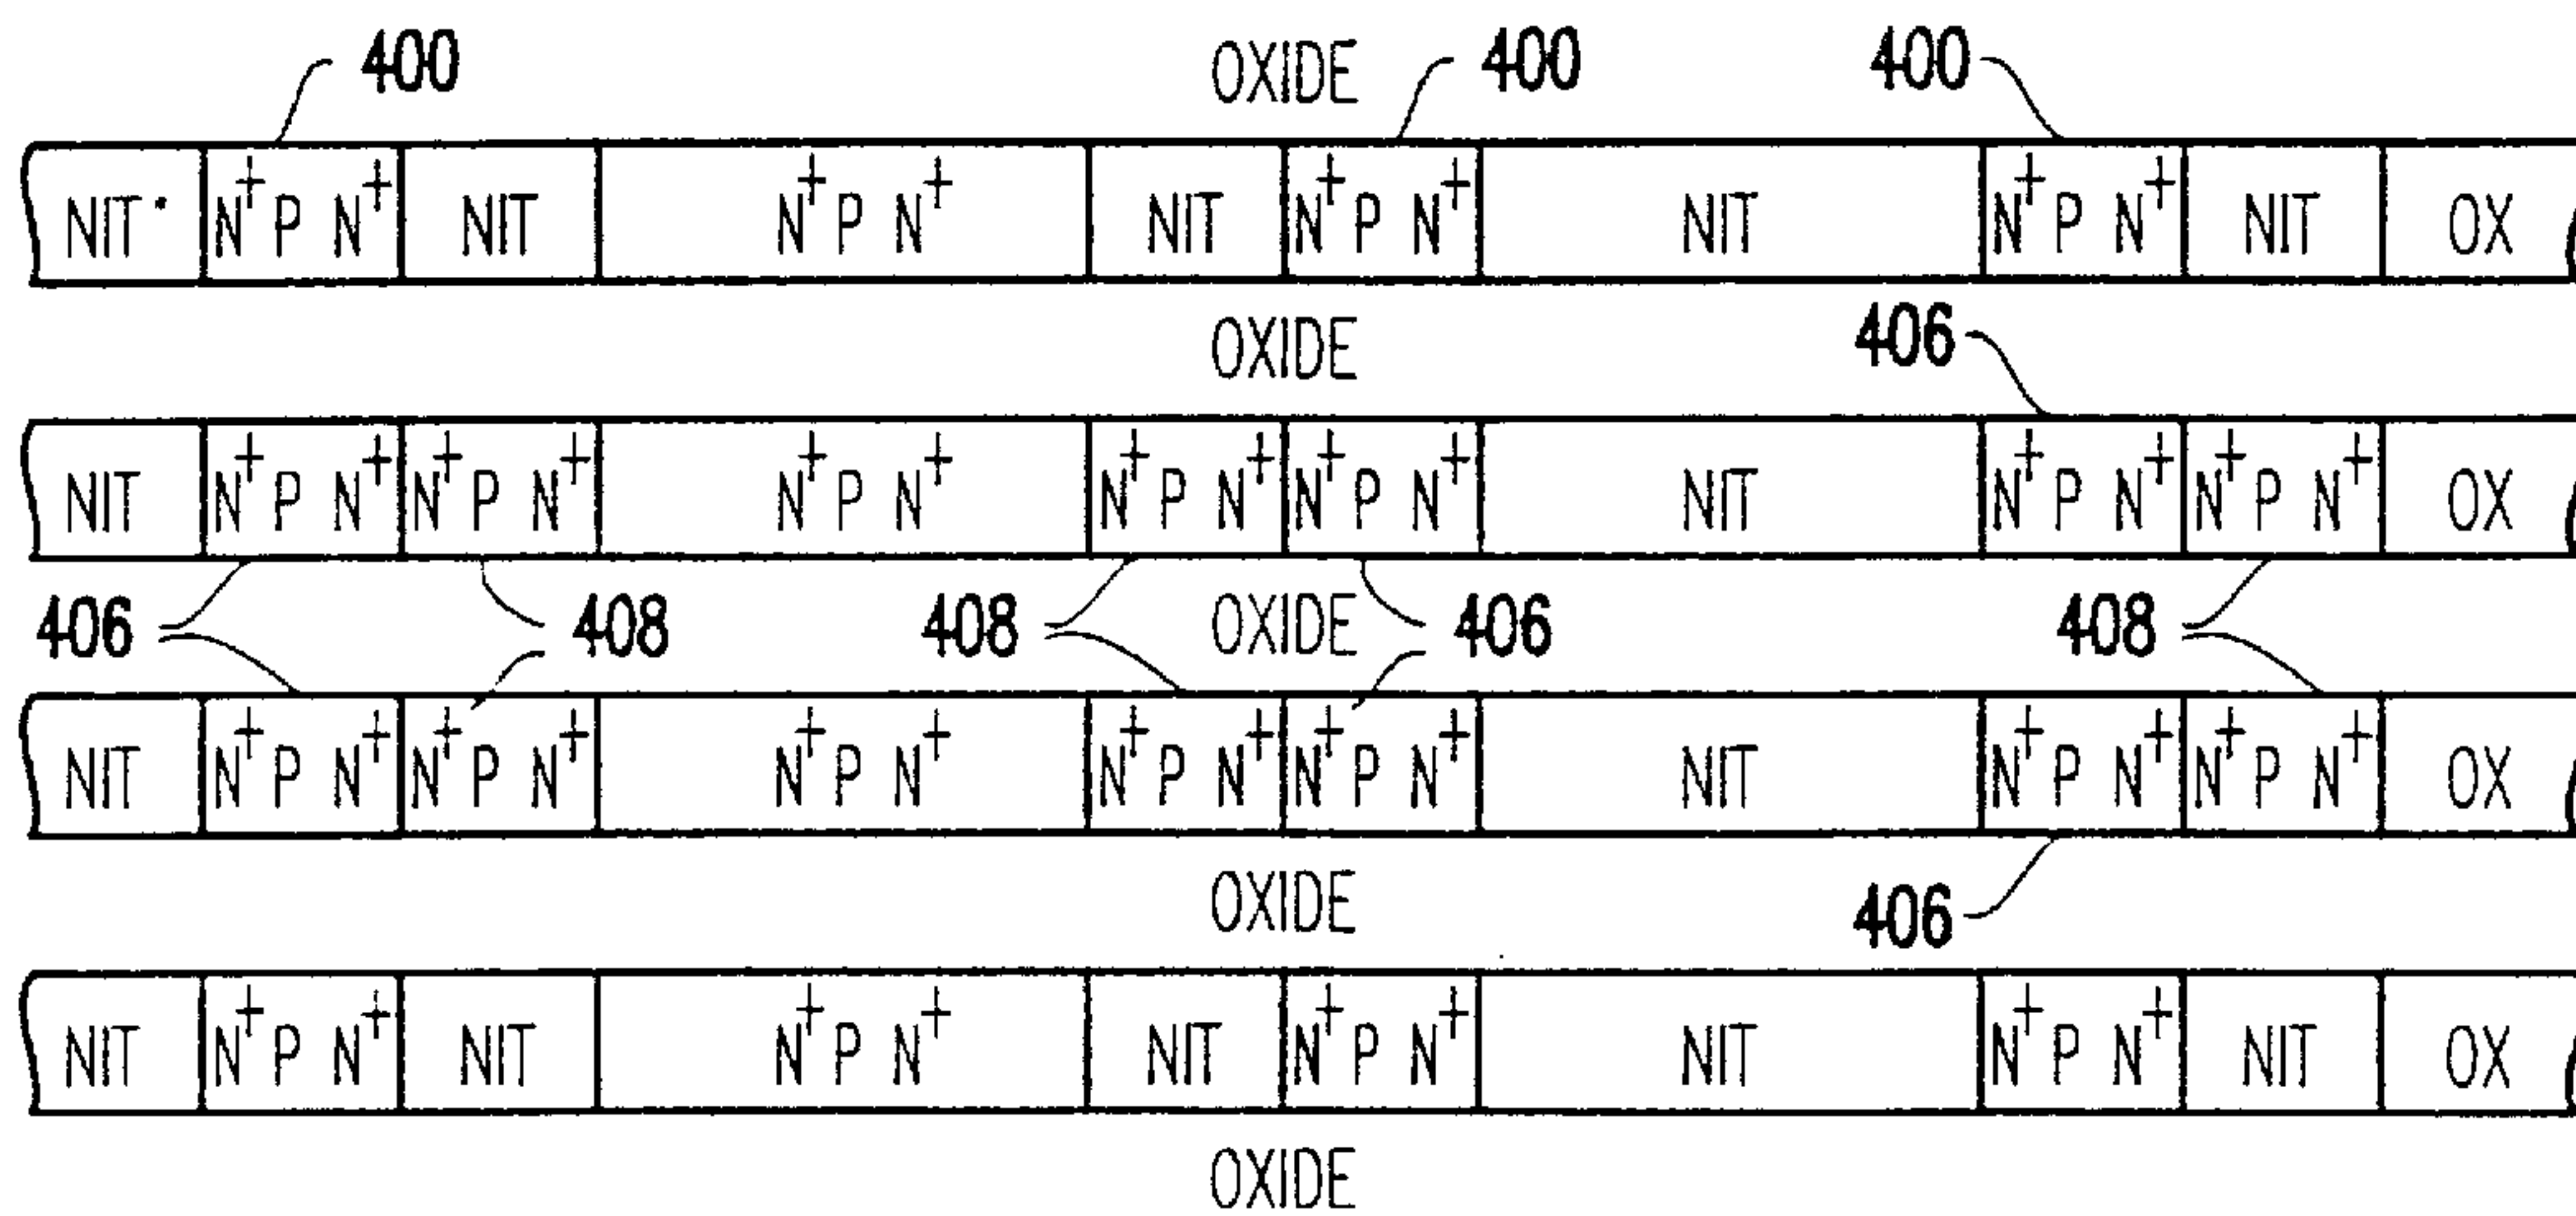 400 OXIDE 400 400
NIT N+ P N+ NIT N+ P N+ NIT N+ P N+ NIT N+ P N+ NIT OX
OXIDE 406
NIT N+ P N+ N+ P N+ N+ P N+ N+ P N+ N+ P N+ NIT N+ P N+ N+ P N+ OX
406 408 408 OXIDE 406 408
NIT N+ P N+ N+ P N+ N+ P N+ N+ P N+ N+ P N+ NIT N+ P N+ N+ P N+ OX
OXIDE 406
NIT N+ P N+ NIT N+ P N+ NIT N+ P N+ NIT N+ P N+ NIT OX
OXIDE